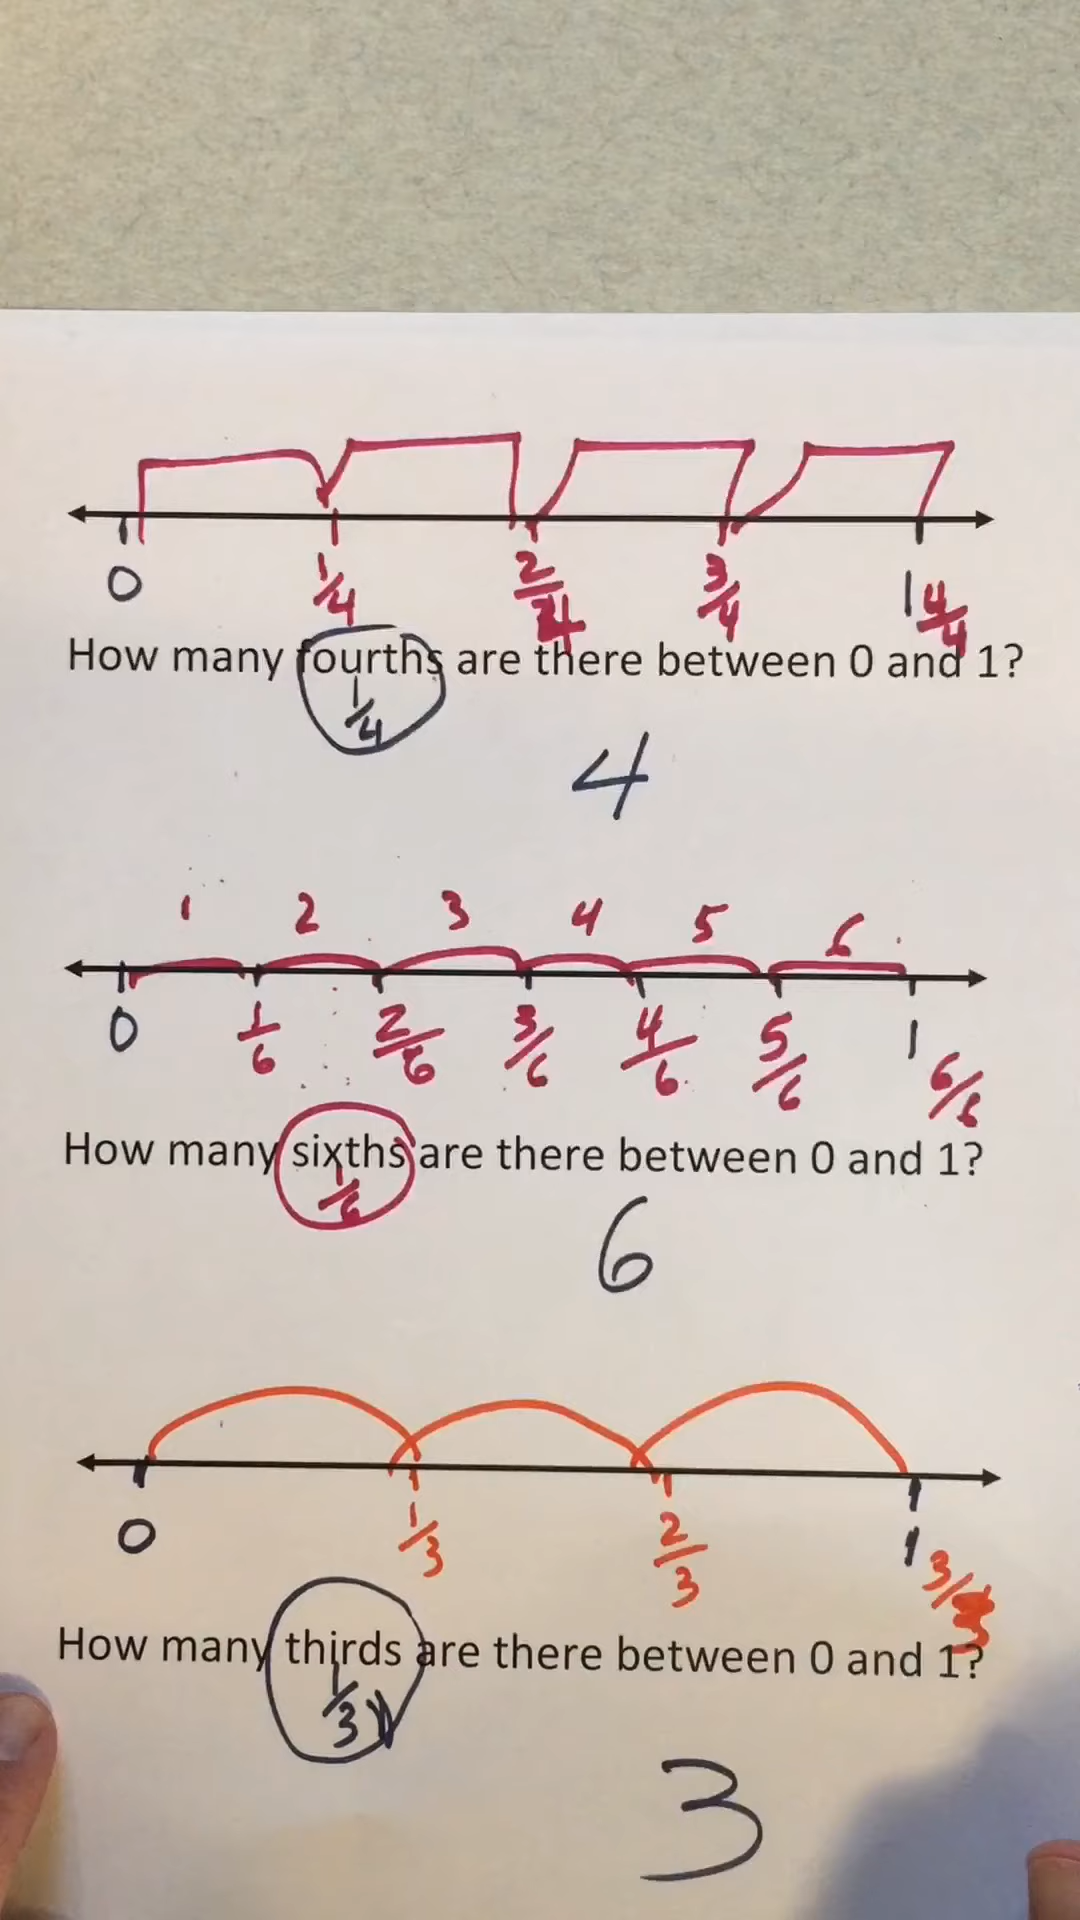 0 1/4 2/4 3/4 1 4/4
How many fourths are there between 0 and 1?
1/4
4
1 2 3 4 5 6
0 1/6 2/6 3/6 4/6 5/6 1 6/6
How many sixths are there between 0 and 1?
1/6
6
0 1/3 2/3 1 3/3
How many thirds are there between 0 and 1?
1/3
3